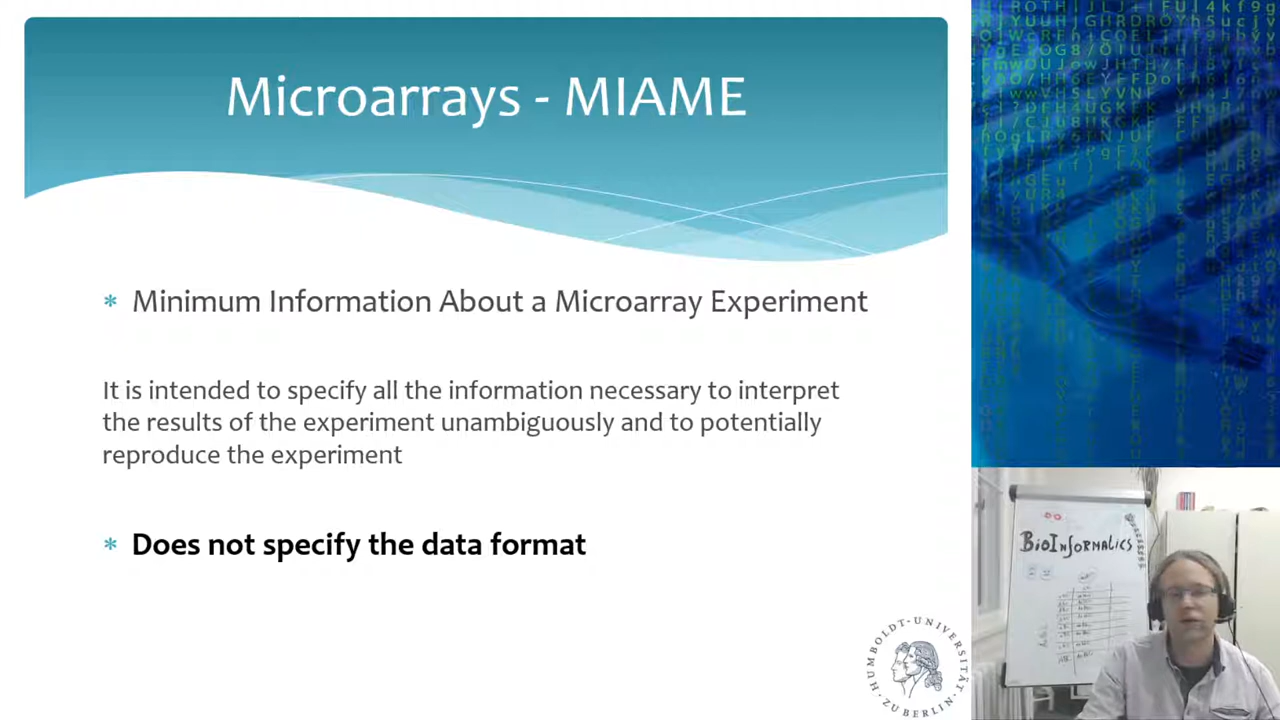 Microarrays - MIAME
* Minimum Information About a Microarray Experiment
It is intended to specify all the information necessary to interpret
the results of the experiment unambiguously and to potentially
reproduce the experiment
* Does not specify the data format
HUMBOLDT-UNIVERSITÄT
ZU BERLIN
BioInformatics